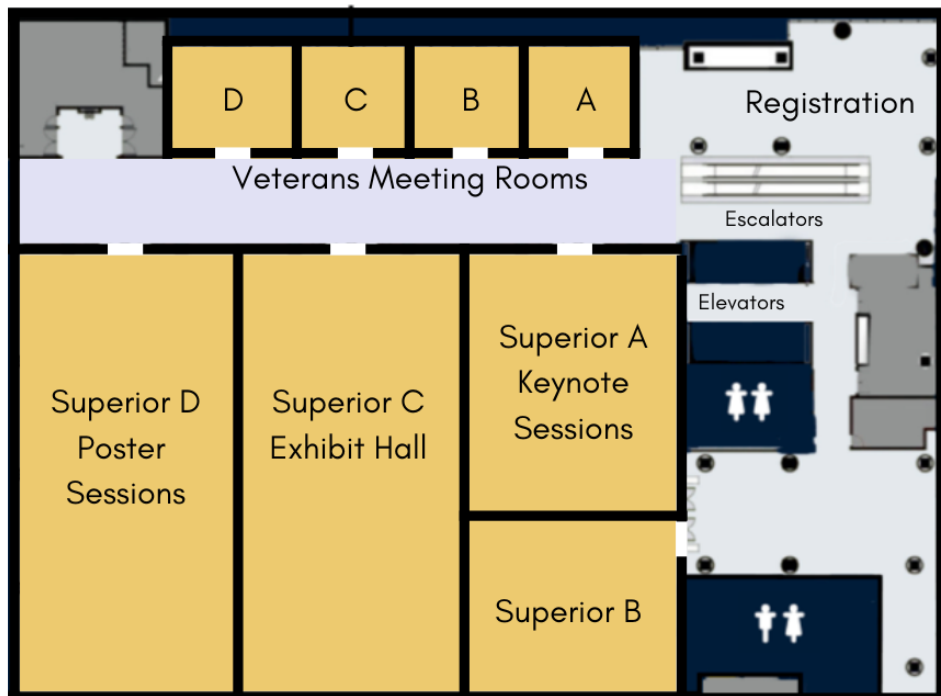 D
C
B
A
Registration
Veterans Meeting Rooms
Escalators
Elevators
Superior A
Keynote
Sessions
Superior D
Poster
Sessions
Superior C
Exhibit Hall
Superior B